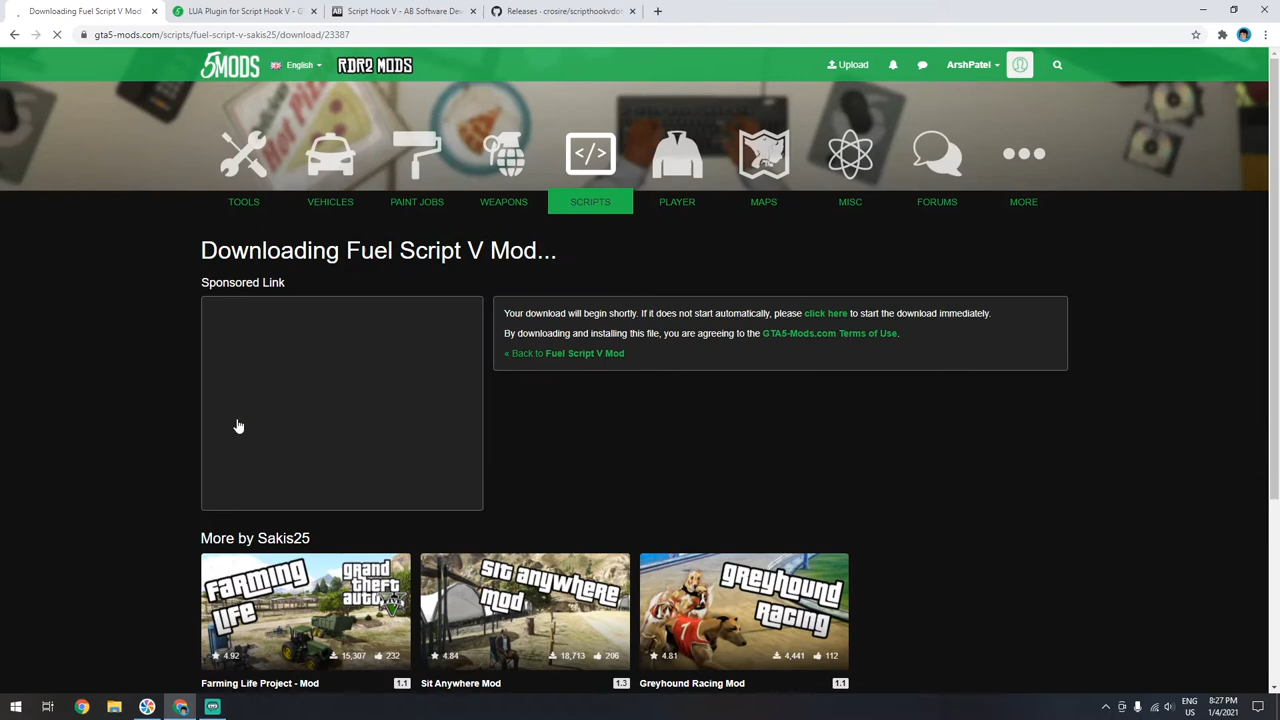 Downloading Fuel Script V Mod
LUA Plugin for Script Hook V - G
Script Hook V - AB Software Dev
Releases · crosire/scripthookvdot
gta5-mods.com/scripts/fuel-script-v-sakis25/download/23387
5MODS
English
RDR2 MODS
Upload
ArshPatel
TOOLS
VEHICLES
PAINT JOBS
WEAPONS
SCRIPTS
PLAYER
MAPS
MISC
FORUMS
MORE
Downloading Fuel Script V Mod...
Sponsored Link
Your download will begin shortly. If it does not start automatically, please click here to start the download immediately.
By downloading and installing this file, you are agreeing to the GTA5-Mods.com Terms of Use.
« Back to Fuel Script V Mod
More by Sakis25
FARMING LIFE
grand theft auto V
4.92
15,307
232
Farming Life Project - Mod
1.1
SIT ANYWHERE MOD
4.84
18,713
206
Sit Anywhere Mod
1.3
GREYHOUND RACING
4.81
4,441
112
Greyhound Racing Mod
1.1
ENG
US
8:27 PM
1/4/2021